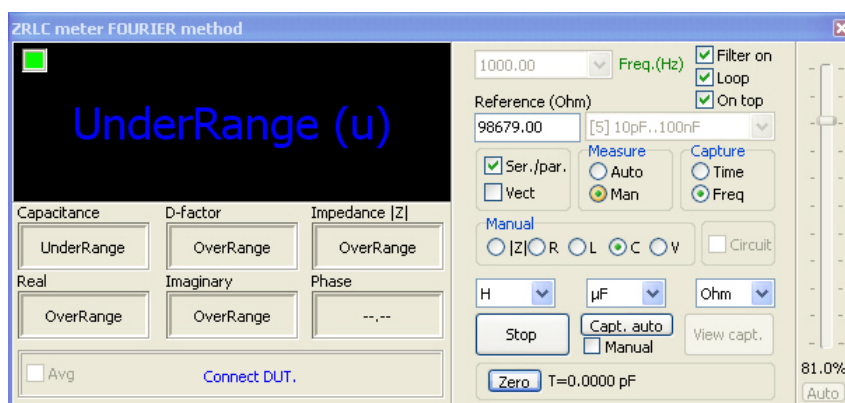 ZRLC meter FOURIER method
UnderRange (u)
Capacitance D-factor Impedance |Z|
UnderRange OverRange OverRange
Real Imaginary Phase
OverRange OverRange --,--
Avg Connect DUT.
1000.00 Freq.(Hz) Filter on
Loop
Reference (Ohm) On top
98679.00 [5] 10pF..100nF
Measure Capture
Ser./par. Auto Time
Vect Man Freq
Manual
|Z| R L C V Circuit
H µF Ohm
Stop Capt. auto View capt.
Manual
Zero T=0.0000 pF
81.0%
Auto